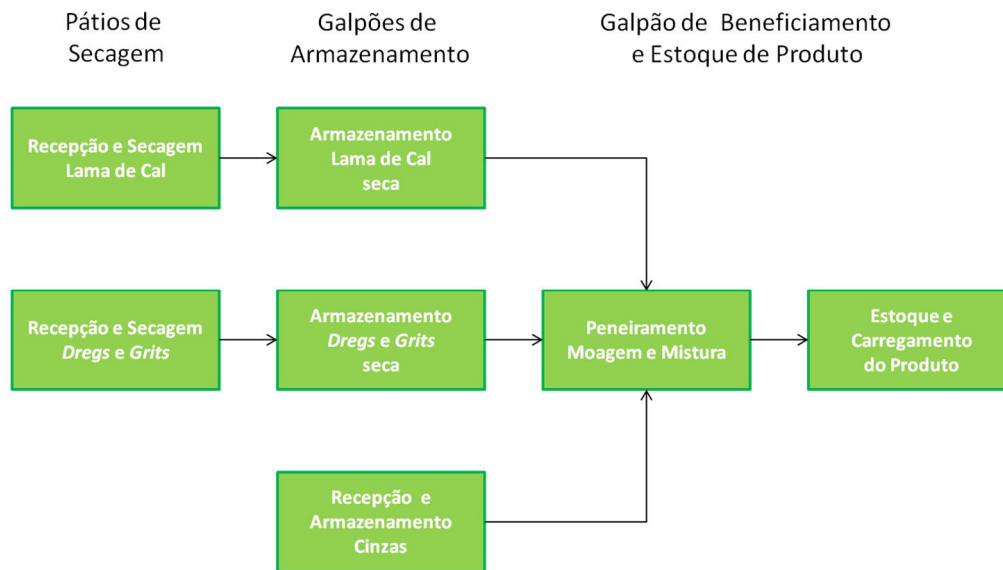 Pátios de
Secagem
Galpões de
Armazenamento
Galpão de Beneficiamento
e Estoque de Produto
Recepção e Secagem
Lama de Cal
Armazenamento
Lama de Cal
seca
Recepção e Secagem
Dregs e Grits
Armazenamento
Dregs e Grits
seca
Peneiramento
Moagem e Mistura
Estoque e
Carregamento
do Produto
Recepção e
Armazenamento
Cinzas